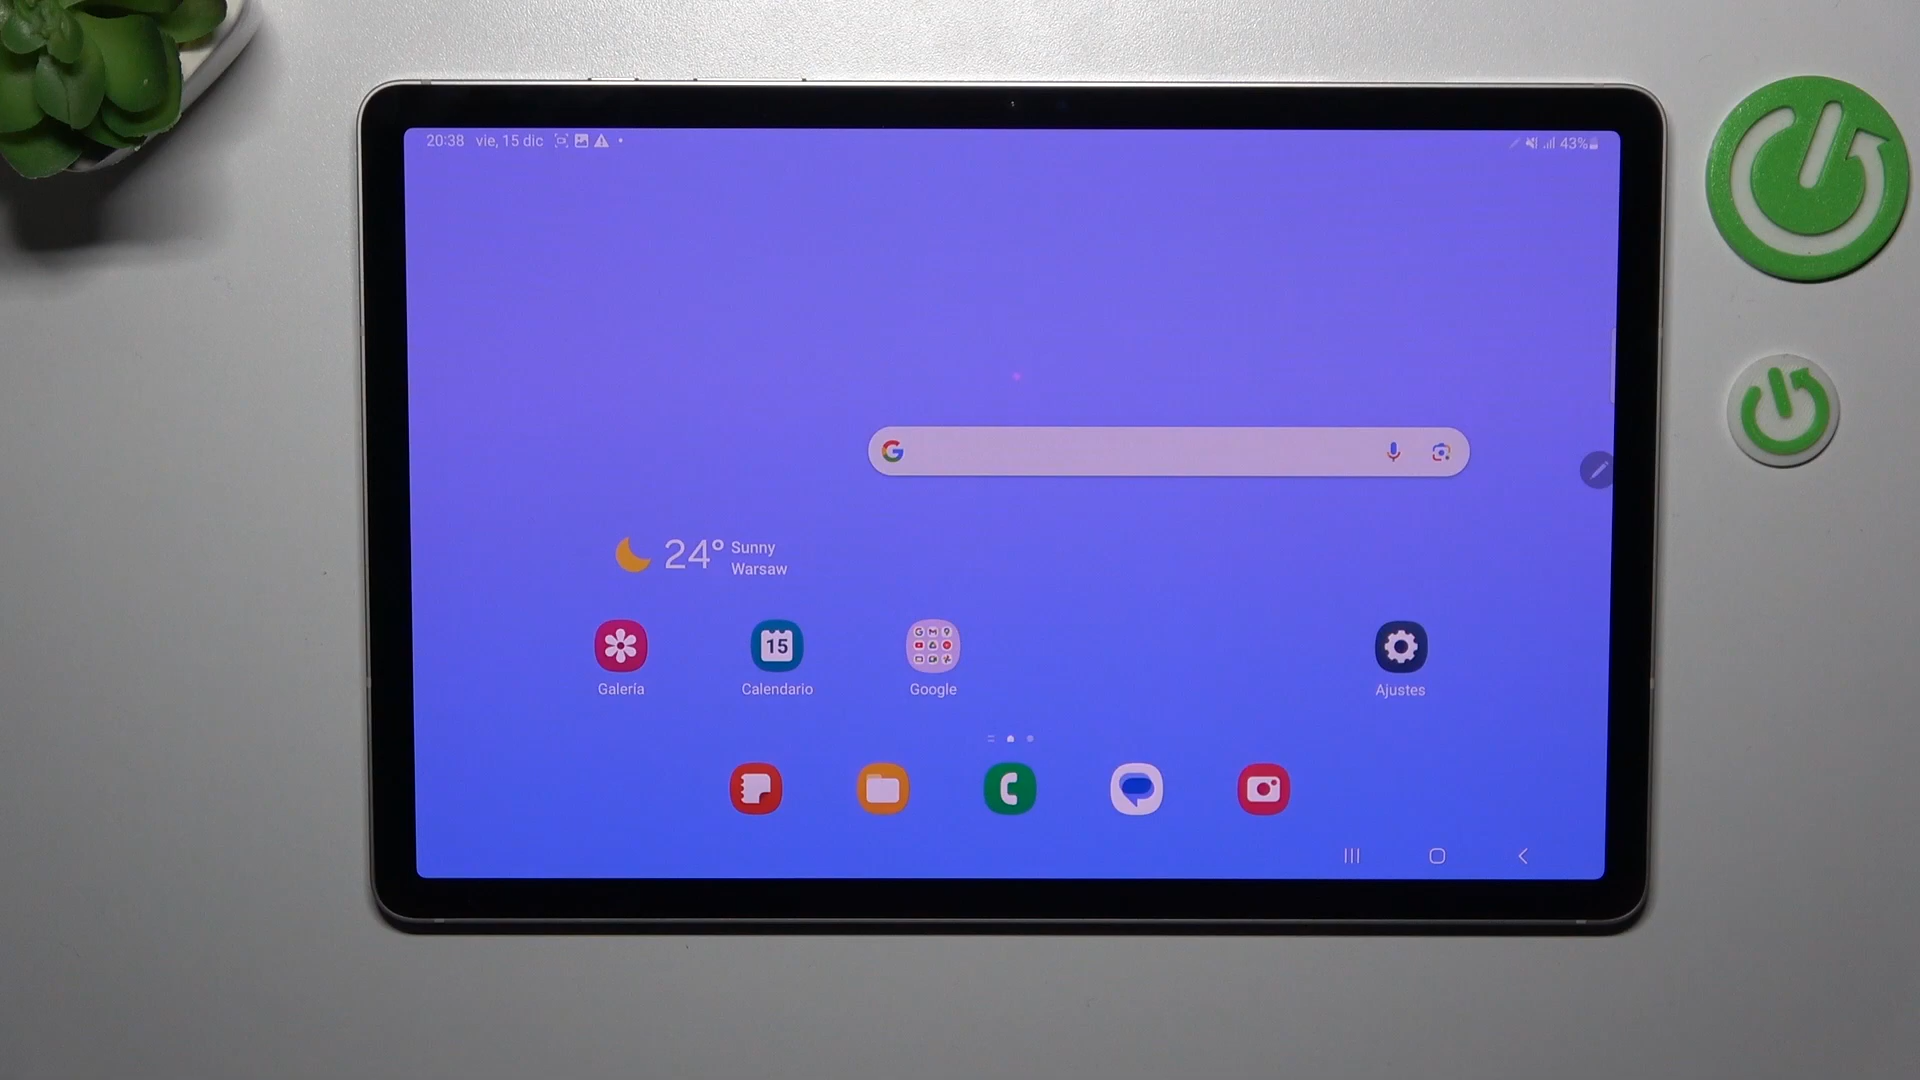 20:38 vie, 15 dic
43%
G
24° Sunny
Warsaw
15
Galería
Calendario
Google
Ajustes